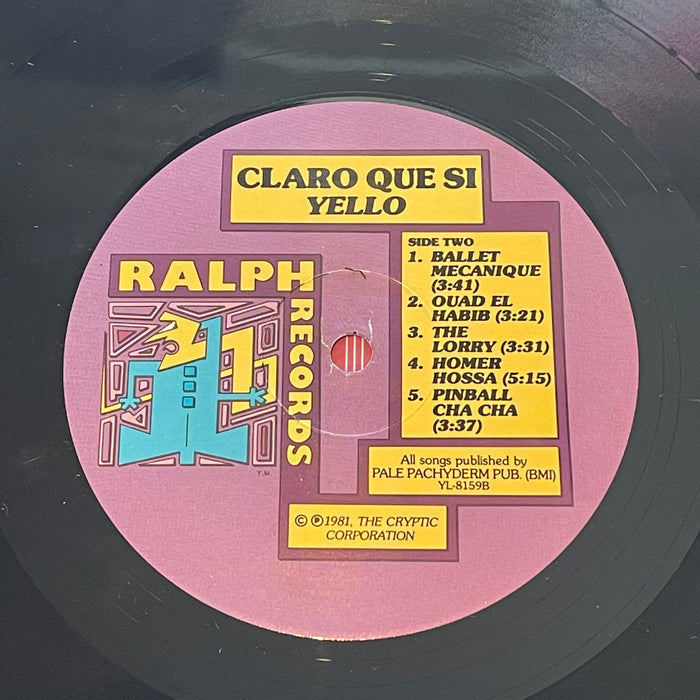 CLARO QUE SI
YELLO
RALPH
RECORDS
T.M.
SIDE TWO
1. BALLET
MECANIQUE
(3:41)
2. OUAD EL
HABIB (3:21)
3. THE
LORRY (3:31)
4. HOMER
HOSSA (5:15)
5. PINBALL
CHA CHA
(3:37)
All songs published by
PALE PACHYDERM PUB. (BMI)
YL-8159B
© ℗1981, THE CRYPTIC
CORPORATION